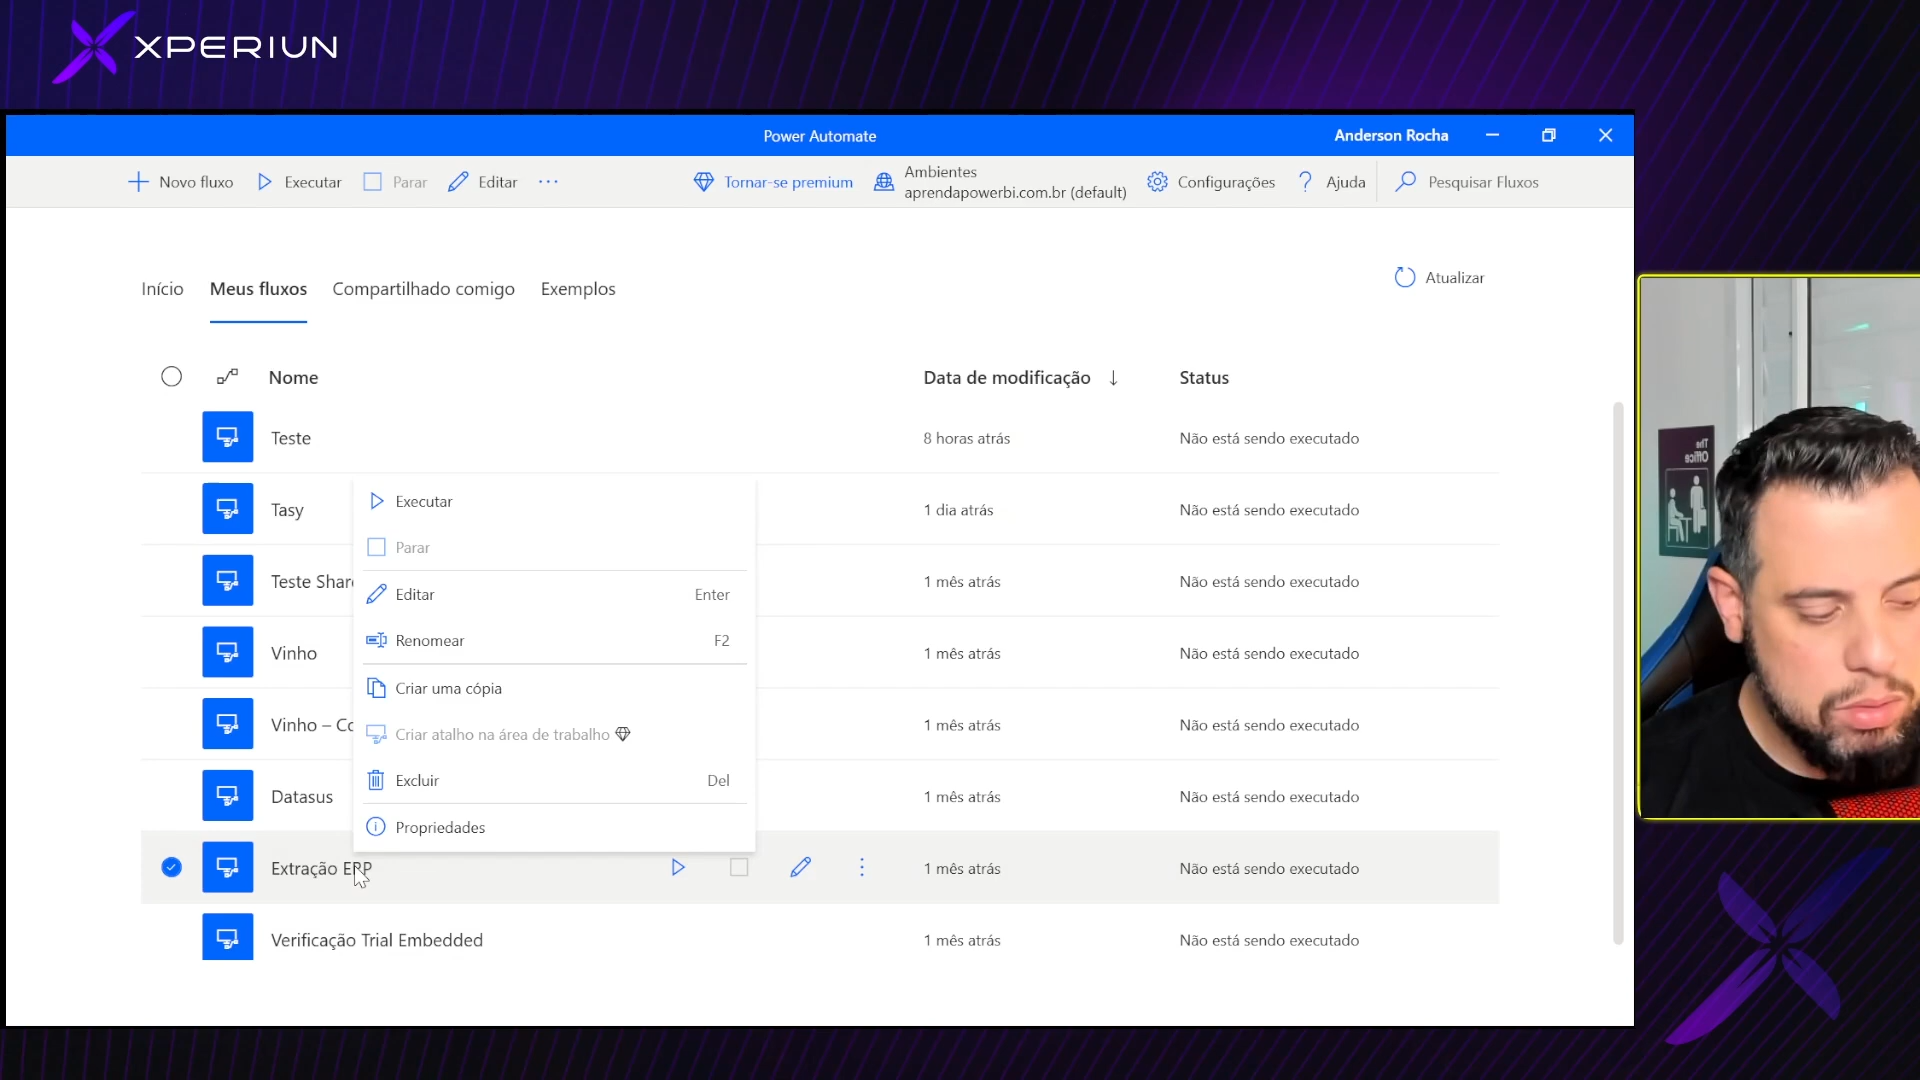 XPERIUN
Power Automate
Anderson Rocha
Novo fluxo
Executar
Parar
Editar
Tornar-se premium
Ambientes
aprendapowerbi.com.br (default)
Configurações
Ajuda
Pesquisar Fluxos
Início
Meus fluxos
Compartilhado comigo
Exemplos
Atualizar
Nome
Data de modificação
Status
Teste
8 horas atrás
Não está sendo executado
Tasy
1 dia atrás
Não está sendo executado
Teste Share
1 mês atrás
Não está sendo executado
Vinho
1 mês atrás
Não está sendo executado
Vinho – Co
1 mês atrás
Não está sendo executado
Datasus
1 mês atrás
Não está sendo executado
Extração ERP
1 mês atrás
Não está sendo executado
Verificação Trial Embedded
1 mês atrás
Não está sendo executado
Executar
Parar
Editar Enter
Renomear F2
Criar uma cópia
Criar atalho na área de trabalho
Excluir Del
Propriedades
The
Office